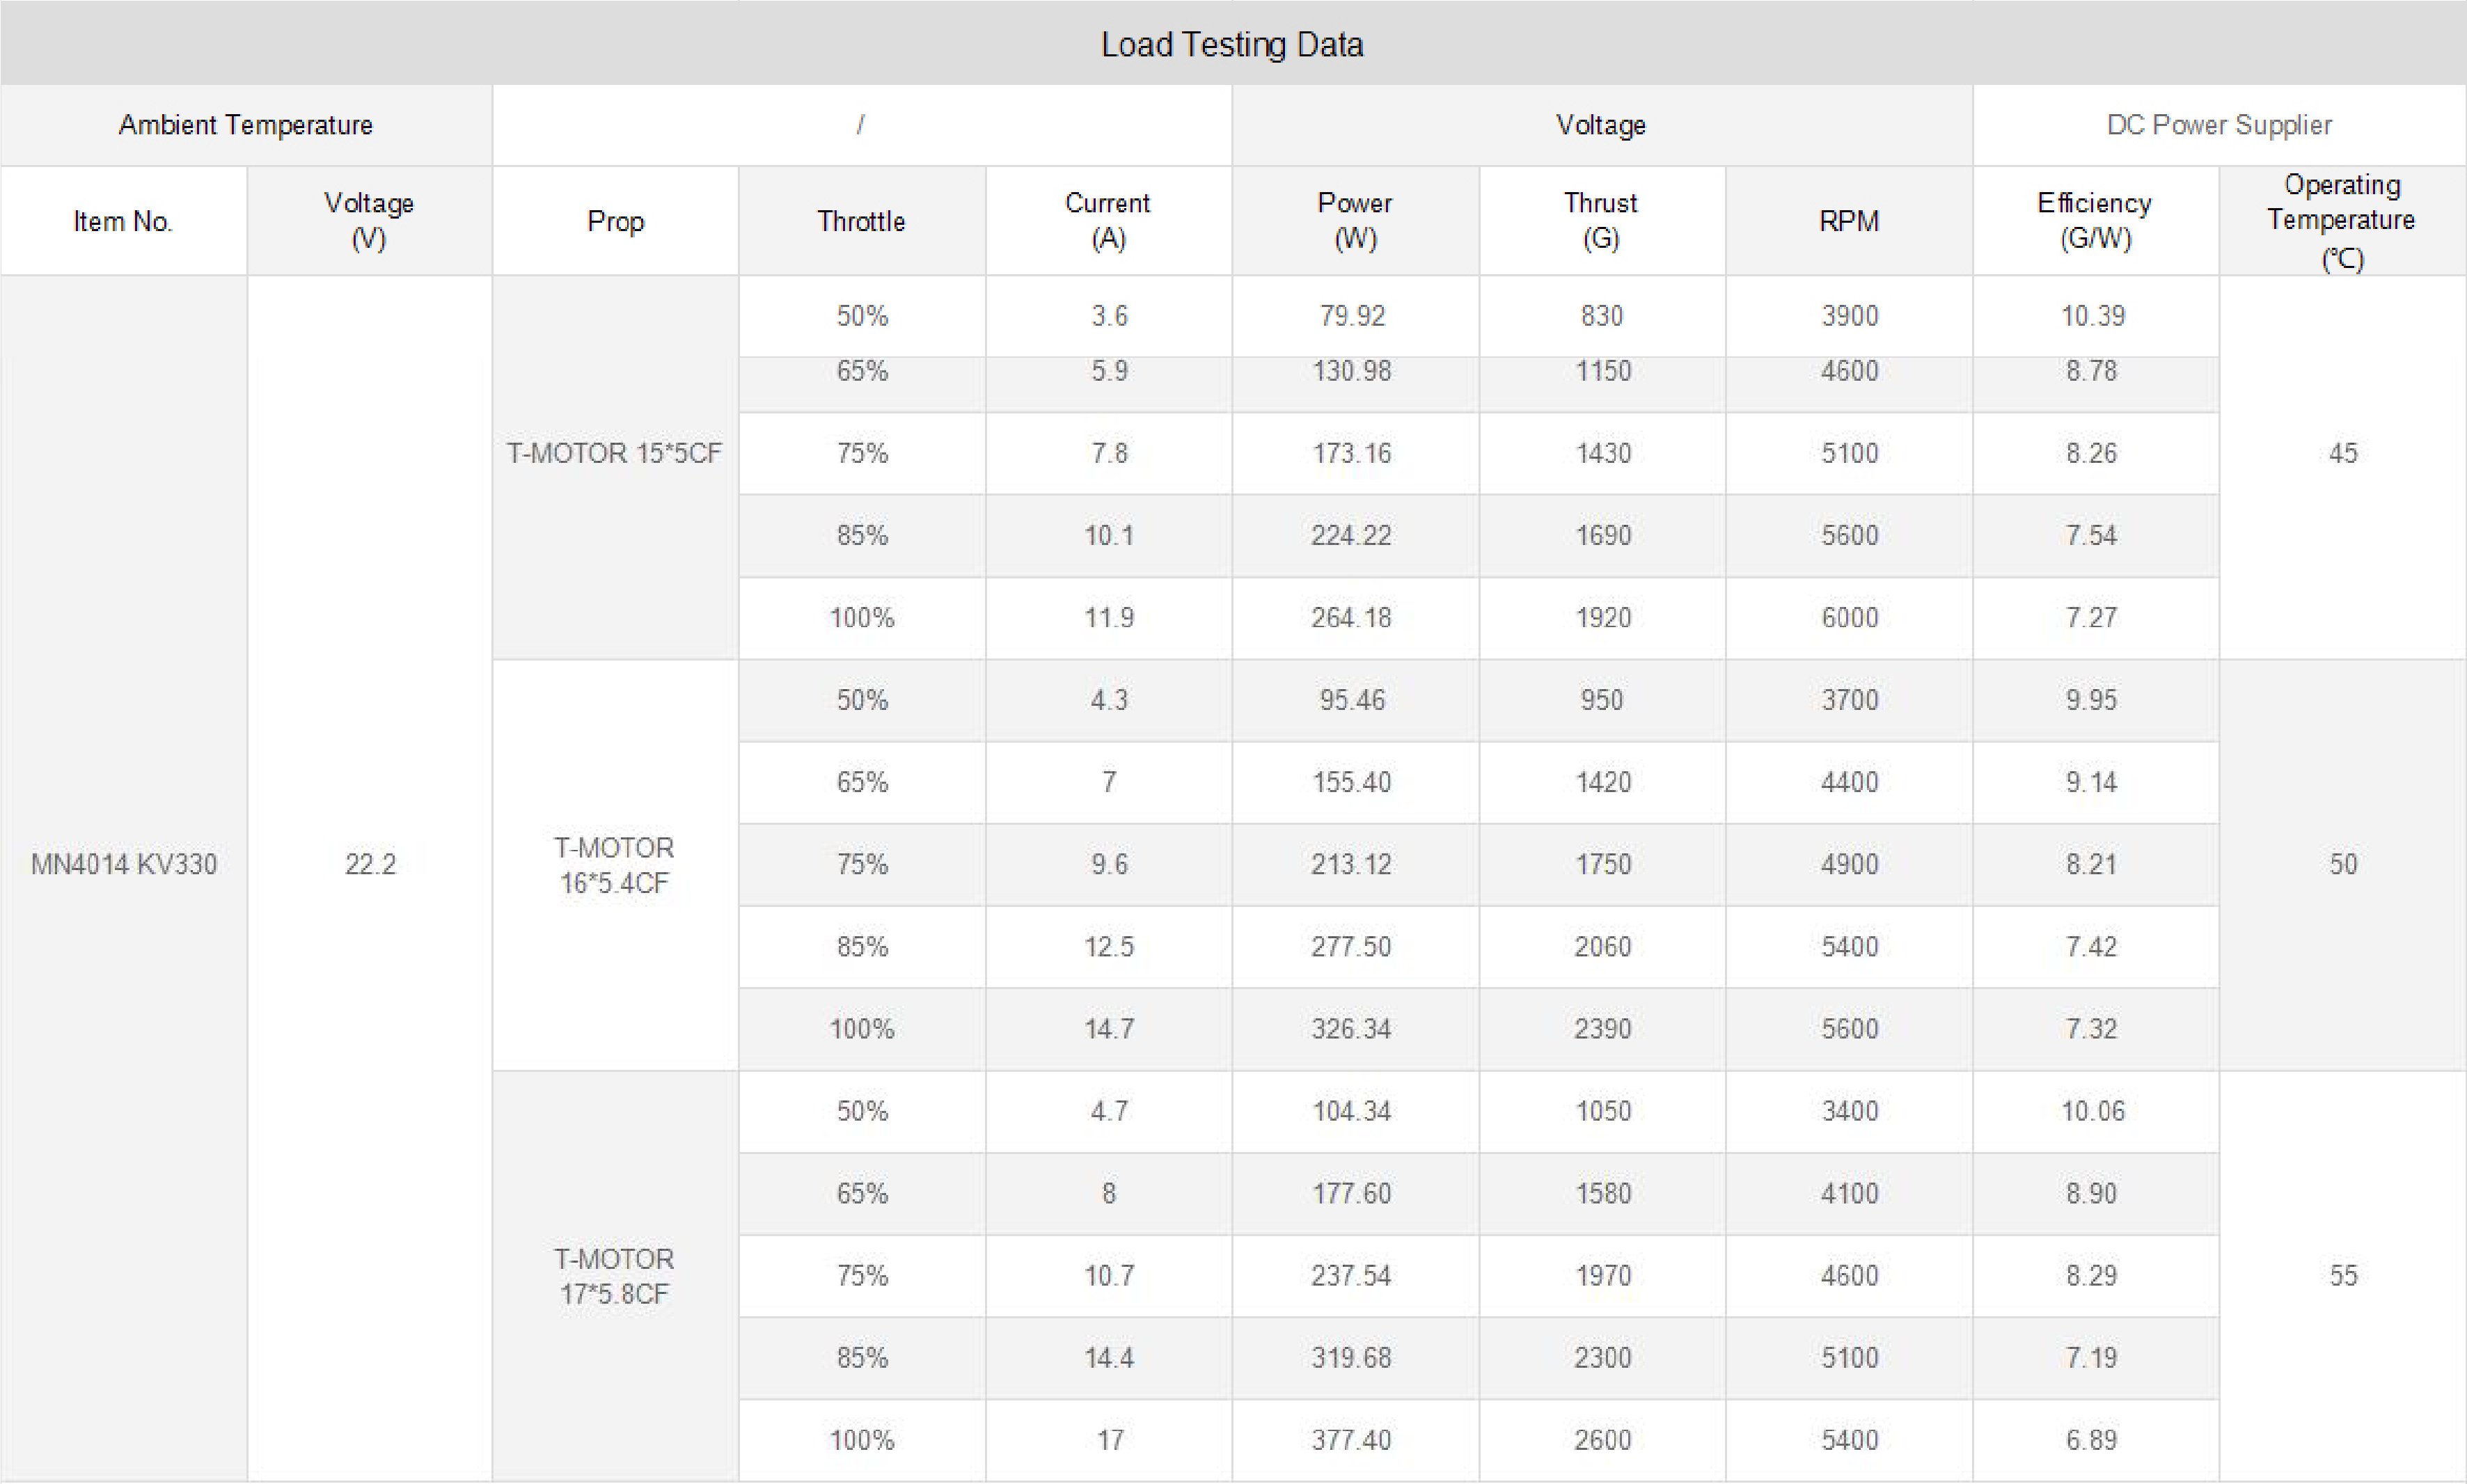 Load Testing Data
Ambient Temperature / Voltage DC Power Supplier
Item No. Voltage (V) Prop Throttle Current (A) Power (W) Thrust (G) RPM Efficiency (G/W) Operating Temperature (℃)
MN4014 KV330 22.2
T-MOTOR 15*5CF
50% 3.6 79.92 830 3900 10.39
65% 5.9 130.98 1150 4600 8.78
75% 7.8 173.16 1430 5100 8.26
85% 10.1 224.22 1690 5600 7.54
100% 11.9 264.18 1920 6000 7.27
45
T-MOTOR
16*5.4CF
50% 4.3 95.46 950 3700 9.95
65% 7 155.40 1420 4400 9.14
75% 9.6 213.12 1750 4900 8.21
85% 12.5 277.50 2060 5400 7.42
100% 14.7 326.34 2390 5600 7.32
50
T-MOTOR
17*5.8CF
50% 4.7 104.34 1050 3400 10.06
65% 8 177.60 1580 4100 8.90
75% 10.7 237.54 1970 4600 8.29
85% 14.4 319.68 2300 5100 7.19
100% 17 377.40 2600 5400 6.89
55